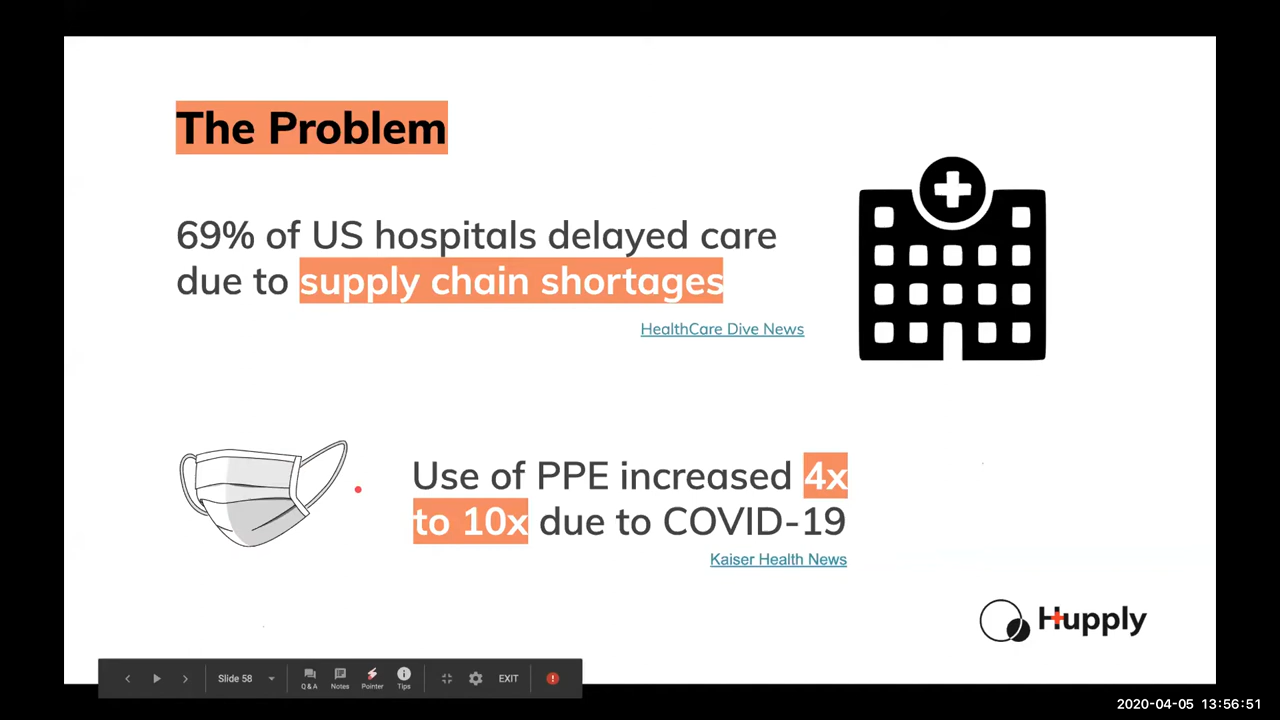 The Problem
69% of US hospitals delayed care
due to supply chain shortages
HealthCare Dive News
Use of PPE increased 4x
to 10x due to COVID-19
Kaiser Health News
Hupply
Slide 58
Q & A
Notes
Pointer
Tips
EXIT
2020-04-05 13:56:51